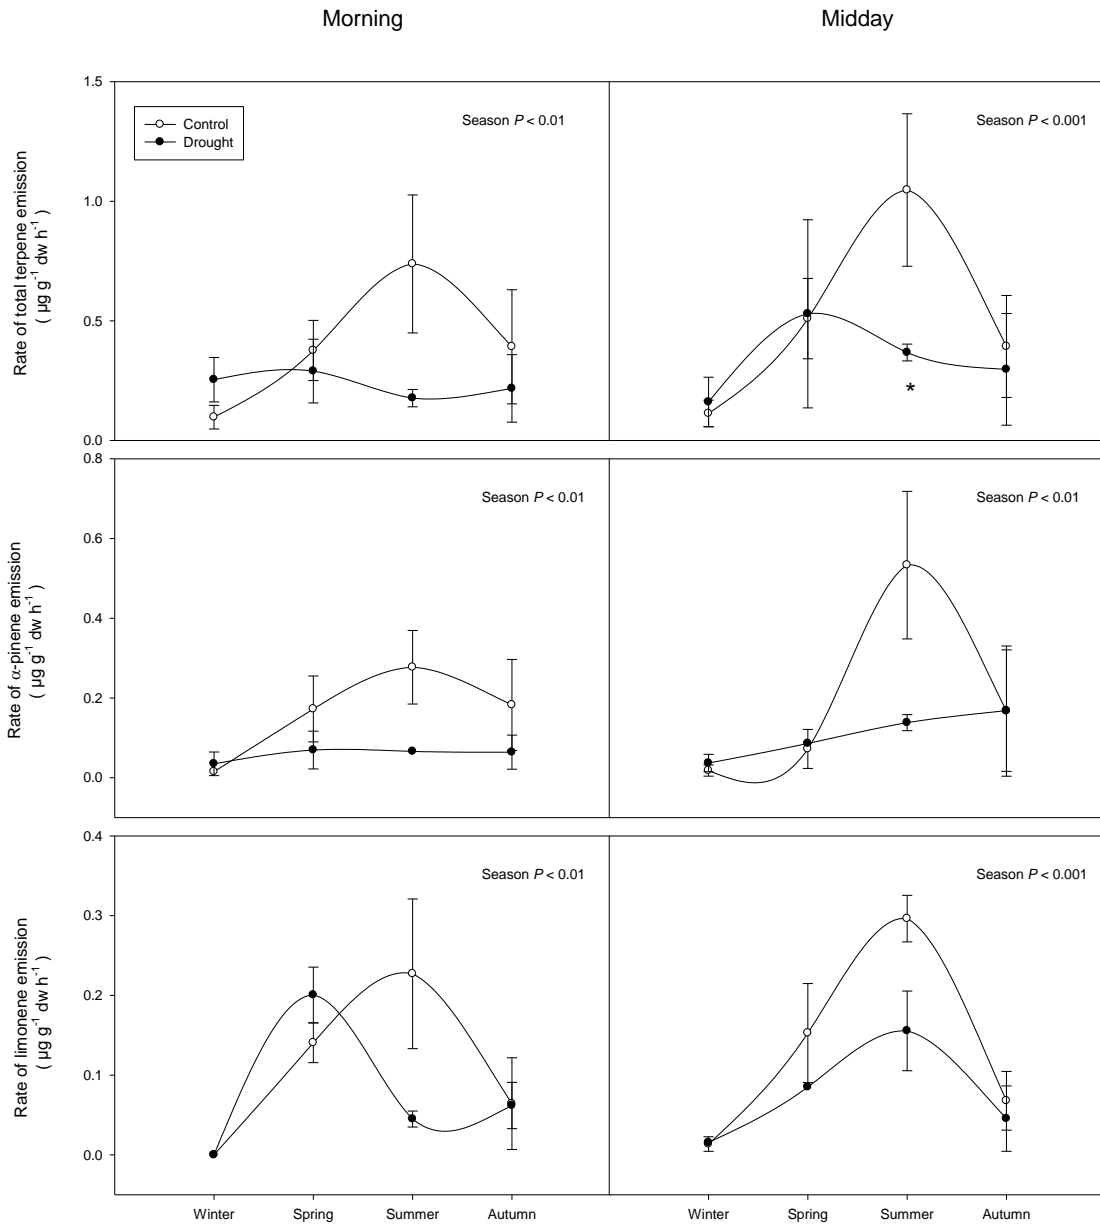 Morning
Midday
Rate of total terpene emission
( µg g-1 dw h-1 )
1.5
1.0
0.5
0.0
Control
Drought
Season P < 0.01
Season P < 0.001
*
Rate of α-pinene emission
( µg g-1 dw h-1 )
0.8
0.6
0.4
0.2
0.0
Season P < 0.01
Season P < 0.01
Rate of limonene emission
( µg g-1 dw h-1 )
0.4
0.3
0.2
0.1
0.0
Season P < 0.01
Season P < 0.001
Winter Spring Summer Autumn Winter Spring Summer Autumn